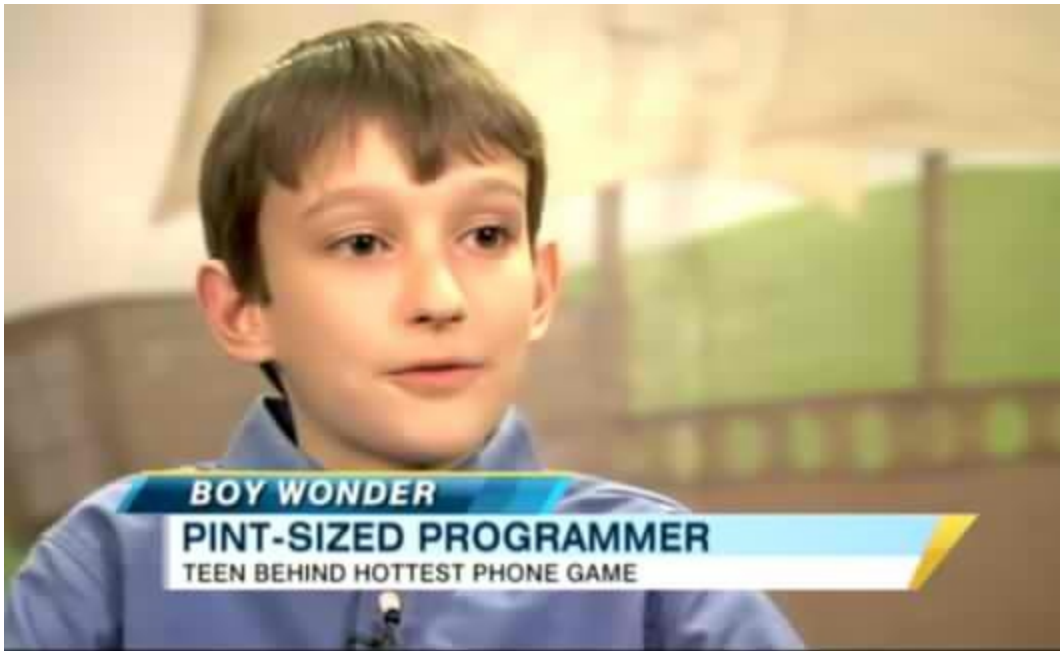 BOY WONDER
PINT-SIZED PROGRAMMER
TEEN BEHIND HOTTEST PHONE GAME